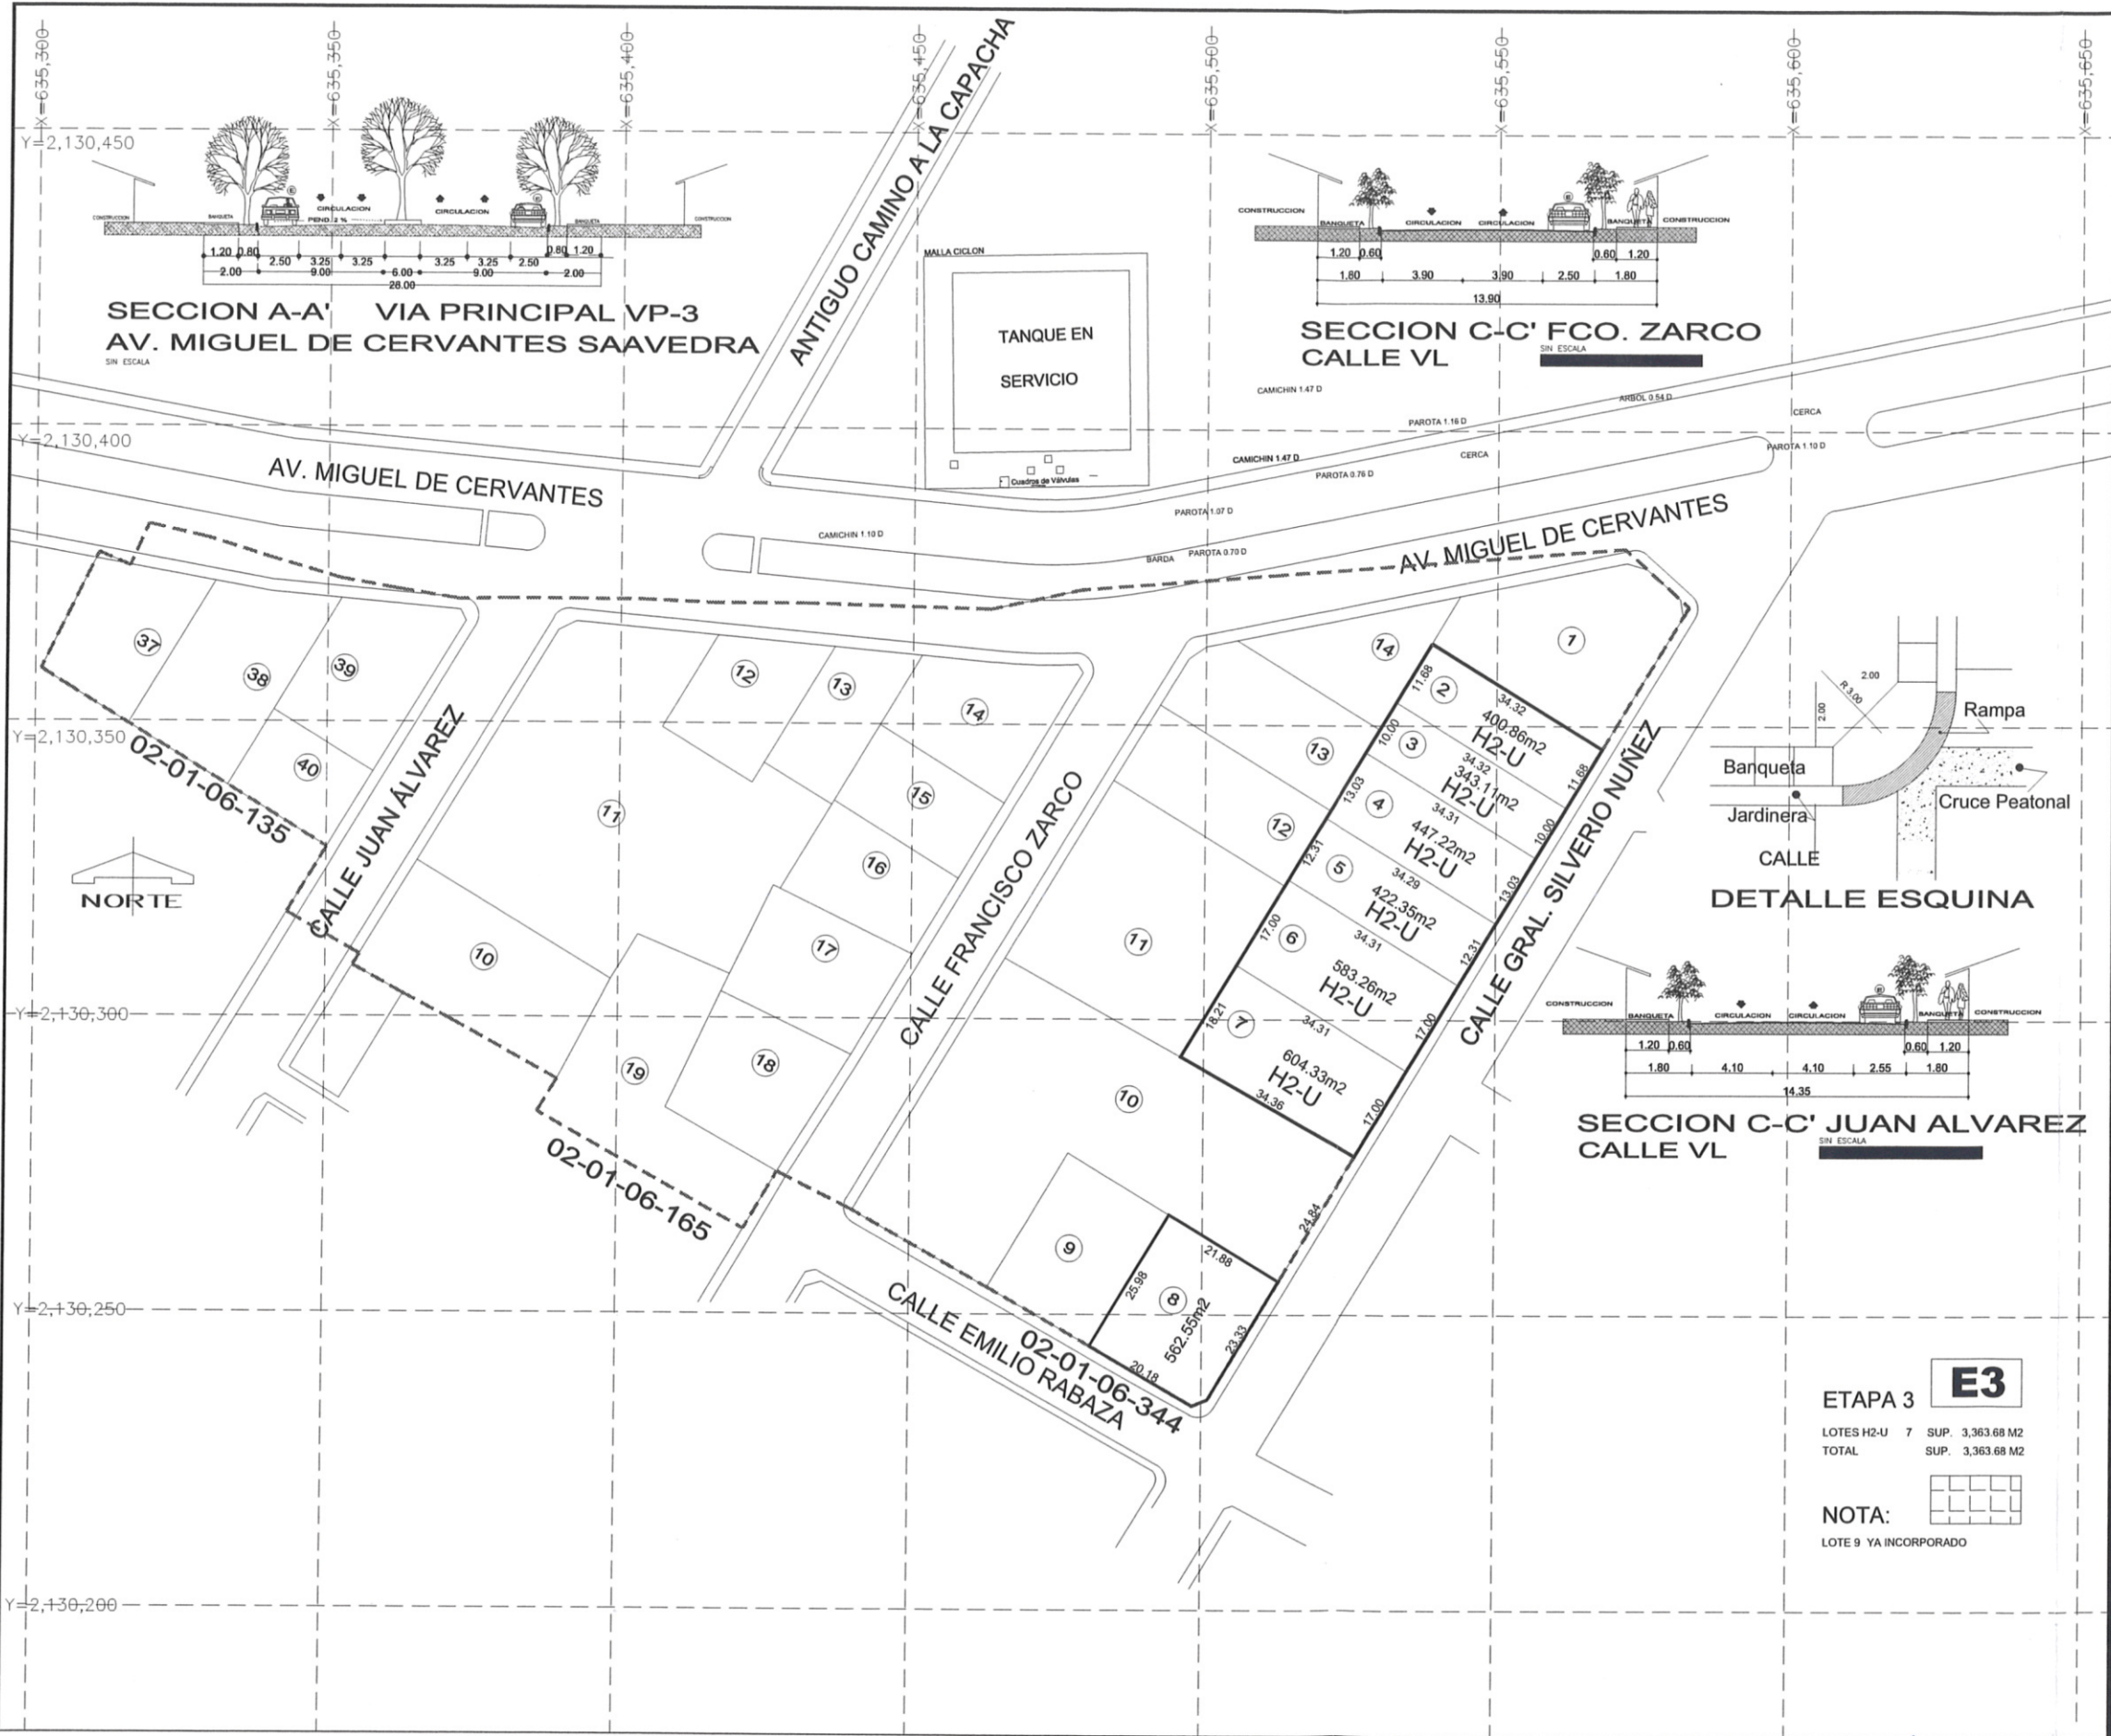 X=635,300
X=635,350
X=635,400
X=635,450
X=635,500
X=635,550
X=635,600
X=635,650
Y=2,130,450
CONSTRUCCION
BANQUETA
CIRCULACION
PEND. 2 %
CIRCULACION
BANQUETA
CONSTRUCCION
1.20 0.80 2.50 3.25 3.25 3.25 3.25 2.50 0.80 1.20
2.00 9.00 6.00 9.00 2.00
28.00
SECCION A-A' VIA PRINCIPAL VP-3
AV. MIGUEL DE CERVANTES SAAVEDRA
SIN ESCALA
ANTIGUO CAMINO A LA CAPACHA
MALLA CICLON
TANQUE EN
SERVICIO
Cuadros de Válvulas
CONSTRUCCION
BANQUETA
CIRCULACION
CIRCULACION
BANQUETA
CONSTRUCCION
1.20 0.60 0.60 1.20
1.80 3.90 3.90 2.50 1.80
13.90
SECCION C-C' FCO. ZARCO
CALLE VL
SIN ESCALA
CAMICHIN 1.47 D
ARBOL 0.54 D
CERCA
PAROTA 1.16 D
PAROTA 1.10 D
CERCA
CAMICHIN 1.47 D
PAROTA 0.76 D
PAROTA 1.07 D
CAMICHIN 1.10 D
BARDA
PAROTA 0.70 D
Y=2,130,400
AV. MIGUEL DE CERVANTES
AV. MIGUEL DE CERVANTES
37
38
39
40
Y=2,130,350
02-01-06-135
CALLE JUAN ÁLVAREZ
NORTE
12
13
14
15
11
16
17
10
18
19
CALLE FRANCISCO ZARCO
02-01-06-165
14
1
13
12
11
10
9
2
11.68
34.32
400.86m2
H2-U
11.68
3
10.00
34.32
343.11m2
H2-U
10.00
4
13.03
34.31
447.22m2
H2-U
13.03
5
12.31
34.29
422.35m2
H2-U
12.31
6
17.00
34.31
583.26m2
H2-U
17.00
7
18.21
34.31
604.33m2
H2-U
34.36
17.00
24.84
CALLE GRAL. SILVERIO NUÑEZ
21.88
25.98
8
562.55m2
23.33
20.18
02-01-06-344
CALLE EMILIO RABAZA
Y=2,130,300
Y=2,130,250
Y=2,130,200
2.00
R 3.00
2.00
Rampa
Banqueta
Cruce Peatonal
Jardinera
CALLE
DETALLE ESQUINA
CONSTRUCCION
BANQUETA
CIRCULACION
CIRCULACION
BANQUETA
CONSTRUCCION
1.20 0.60 0.60 1.20
1.80 4.10 4.10 2.55 1.80
14.35
SECCION C-C' JUAN ALVAREZ
CALLE VL
SIN ESCALA
ETAPA 3 E3
LOTES H2-U 7 SUP. 3,363.68 M2
TOTAL SUP. 3,363.68 M2
NOTA:
LOTE 9 YA INCORPORADO